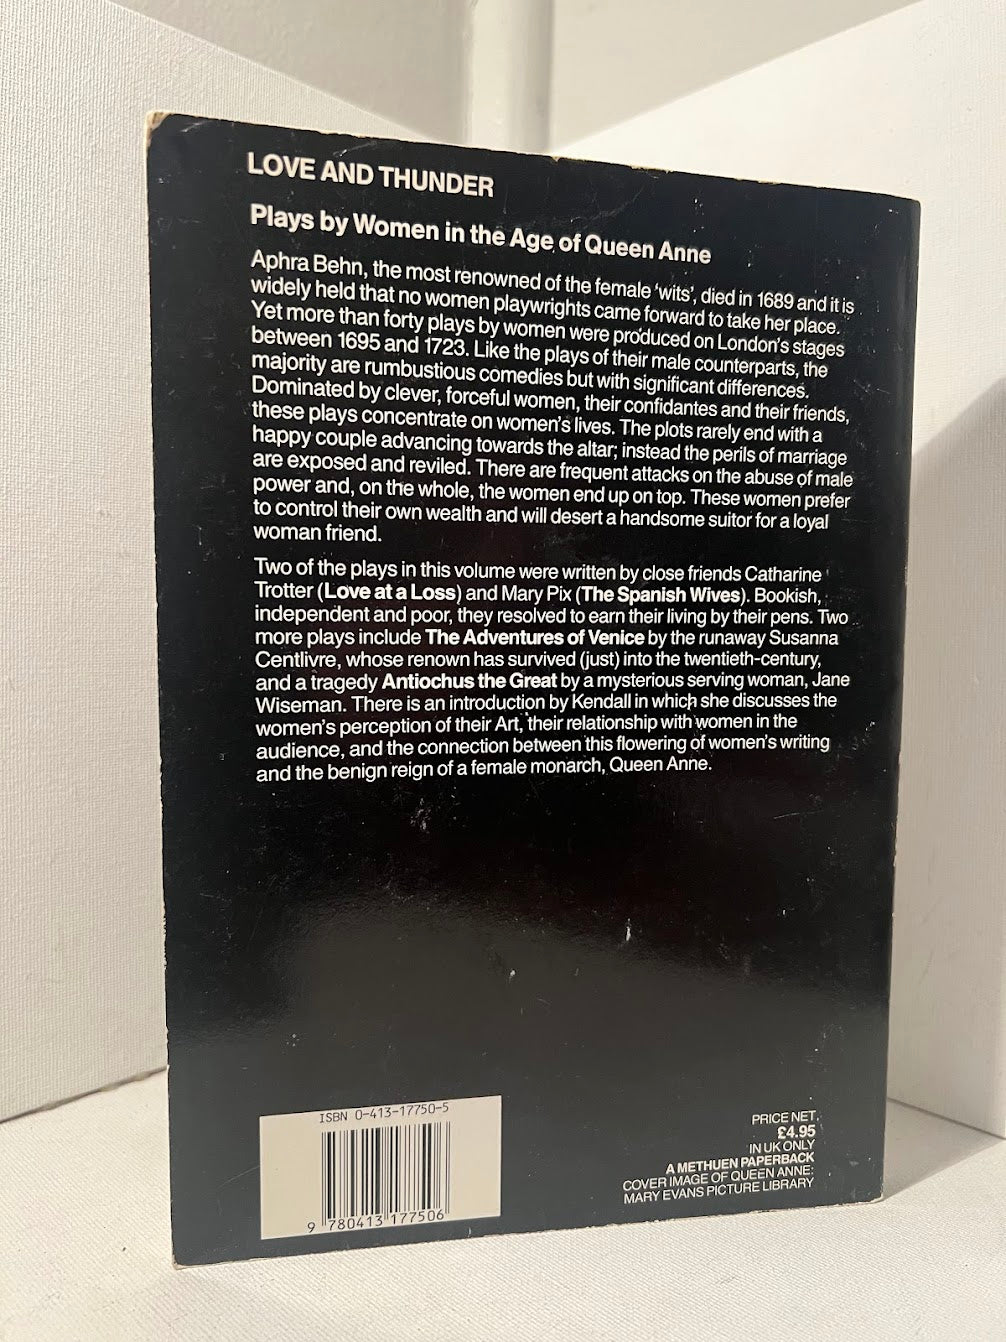 LOVE AND THUNDER
Plays by Women in the Age of Queen Anne
Aphra Behn, the most renowned of the female 'wits', died in 1689 and it is
widely held that no women playwrights came forward to take her place.
Yet more than forty plays by women were produced on London's stages
between 1695 and 1723. Like the plays of their male counterparts, the
majority are rumbustious comedies but with significant differences.
Dominated by clever, forceful women, their confidantes and their friends,
these plays concentrate on women's lives. The plots rarely end with a
happy couple advancing towards the altar; instead the perils of marriage
are exposed and reviled. There are frequent attacks on the abuse of male
power and, on the whole, the women end up on top. These women prefer
to control their own wealth and will desert a handsome suitor for a loyal
woman friend.
Two of the plays in this volume were written by close friends Catharine
Trotter (Love at a Loss) and Mary Pix (The Spanish Wives). Bookish,
independent and poor, they resolved to earn their living by their pens. Two
more plays include The Adventures of Venice by the runaway Susanna
Centlivre, whose renown has survived (just) into the twentieth-century,
and a tragedy Antiochus the Great by a mysterious serving woman, Jane
Wiseman. There is an introduction by Kendall in which she discusses the
women's perception of their Art, their relationship with women in the
audience, and the connection between this flowering of women's writing
and the benign reign of a female monarch, Queen Anne.
ISBN 0-413-17750-5
9 780413 177506
PRICE NET.
£4.95
IN UK ONLY
A METHUEN PAPERBACK
COVER IMAGE OF QUEEN ANNE:
MARY EVANS PICTURE LIBRARY